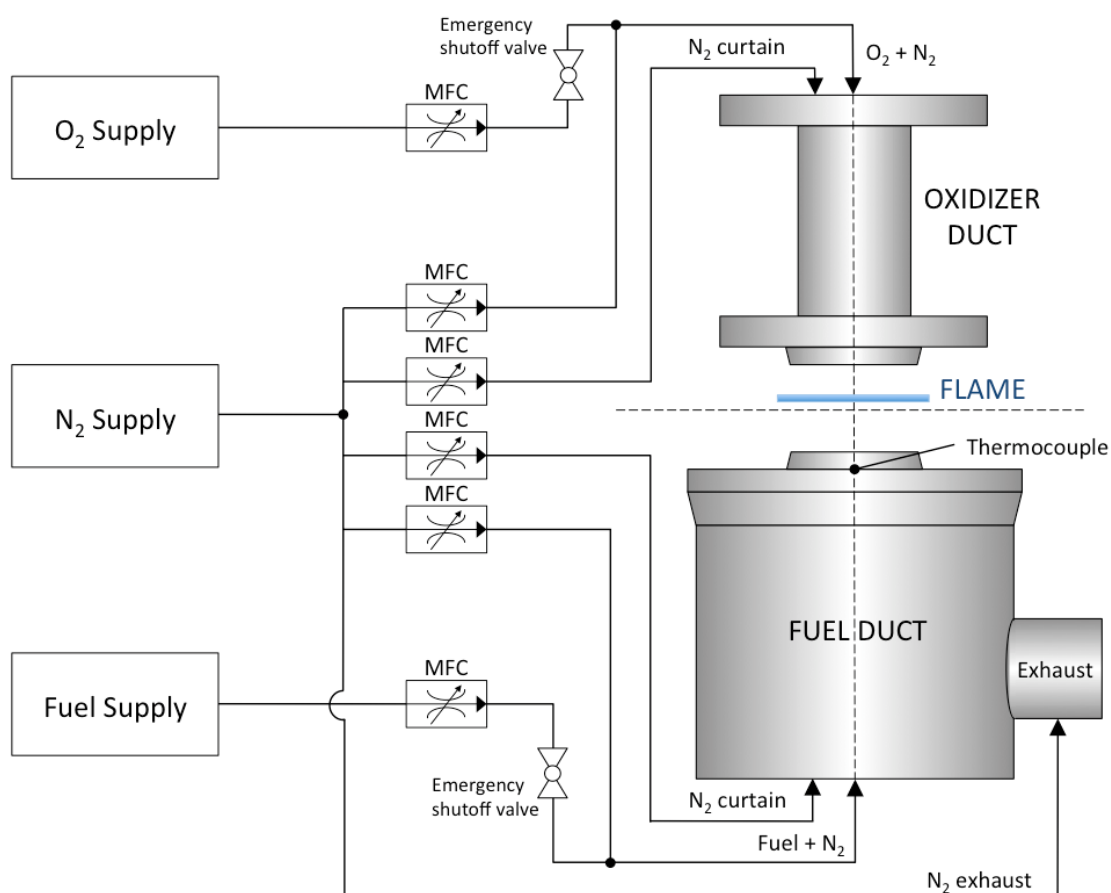 Emergency
shutoff valve
N₂ curtain
O₂ + N₂
MFC
O₂ Supply
OXIDIZER
DUCT
MFC
MFC
N₂ Supply
FLAME
MFC
Thermocouple
MFC
FUEL DUCT
Fuel Supply
MFC
Exhaust
Emergency
shutoff valve
N₂ curtain
Fuel + N₂
N₂ exhaust